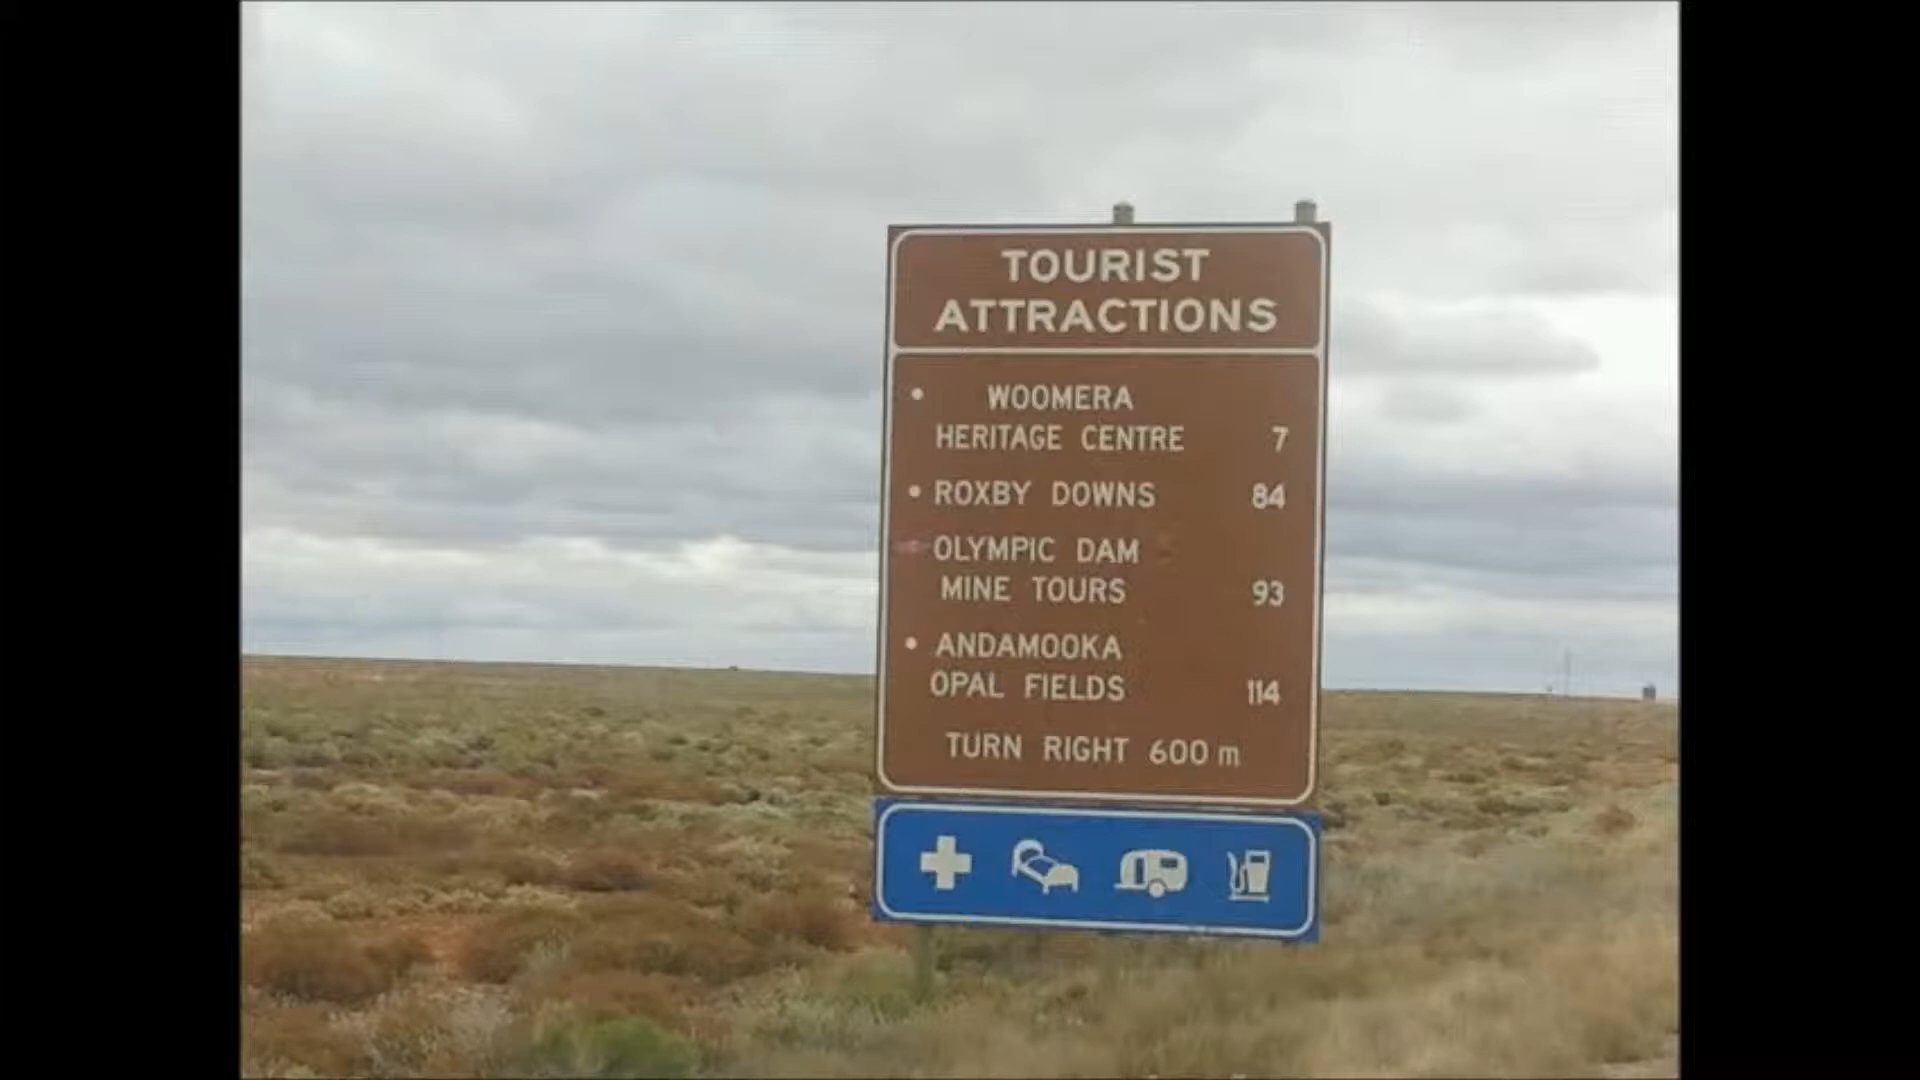 TOURIST
ATTRACTIONS
• WOOMERA
HERITAGE CENTRE 7
• ROXBY DOWNS 84
OLYMPIC DAM
MINE TOURS 93
• ANDAMOOKA
OPAL FIELDS 114
TURN RIGHT 600 m